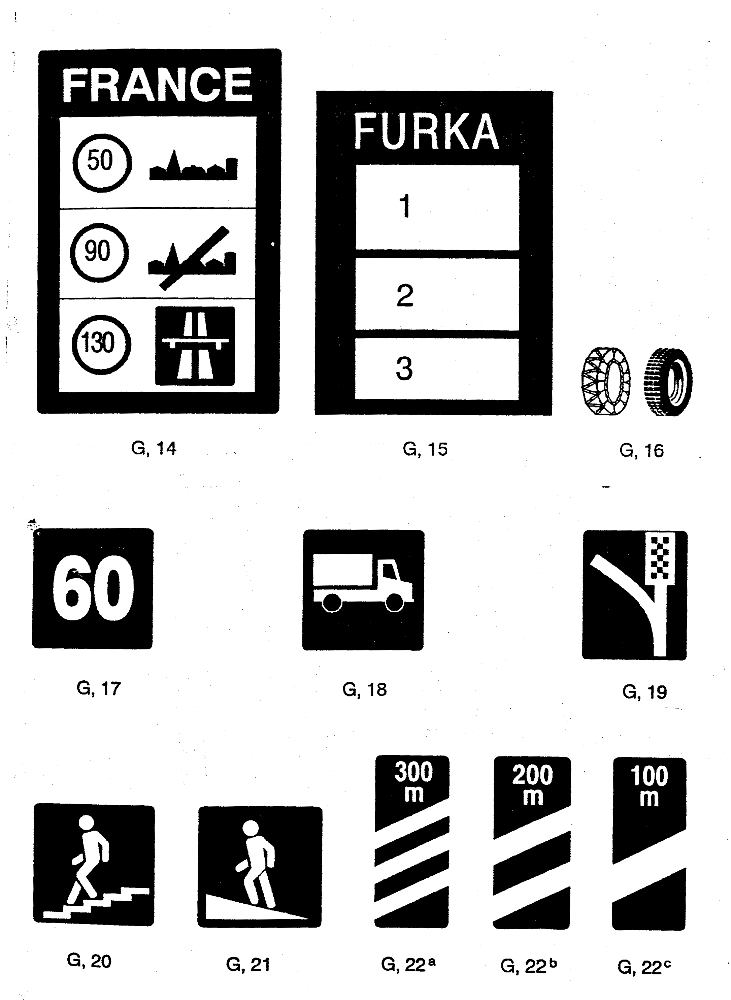 FRANCE
50
90
130
FURKA
1
2
3
G, 14
G, 15
G, 16
60
G, 17
G, 18
G, 19
300
m
200
m
100
m
G, 20
G, 21
G, 22a
G, 22b
G, 22c